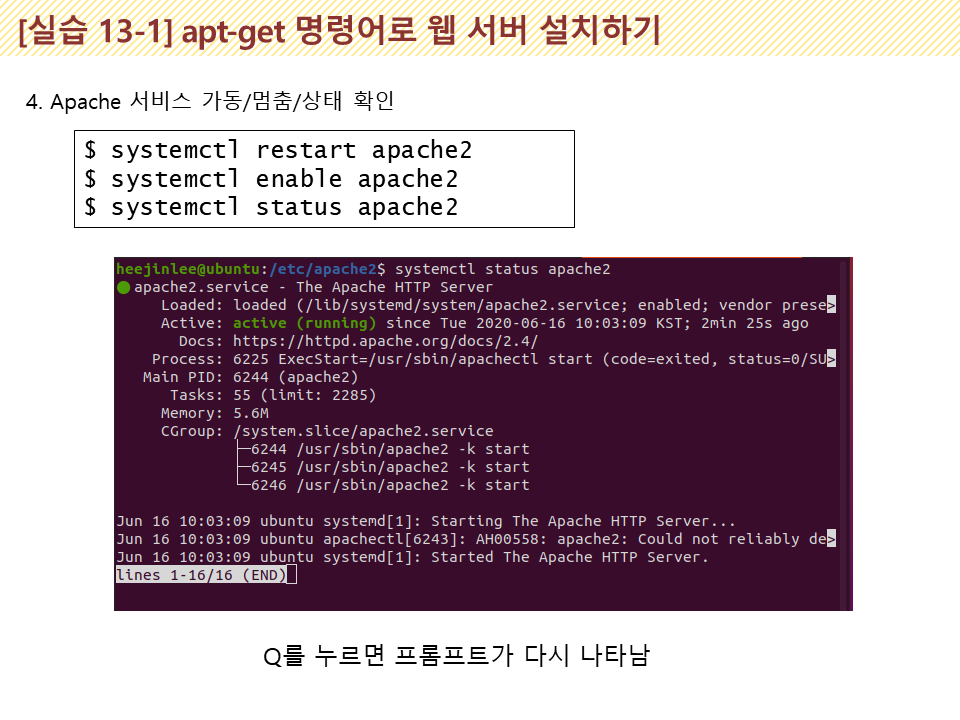 [실습 13-1] apt-get 명령어로 웹 서버 설치하기
4. Apache 서비스 가동/멈춤/상태 확인
$ systemctl restart apache2
$ systemctl enable apache2
$ systemctl status apache2
heejinlee@ubuntu:/etc/apache2$ systemctl status apache2
● apache2.service - The Apache HTTP Server
Loaded: loaded (/lib/systemd/system/apache2.service; enabled; vendor prese>
Active: active (running) since Tue 2020-06-16 10:03:09 KST; 2min 25s ago
Docs: https://httpd.apache.org/docs/2.4/
Process: 6225 ExecStart=/usr/sbin/apachectl start (code=exited, status=0/SU>
Main PID: 6244 (apache2)
Tasks: 55 (limit: 2285)
Memory: 5.6M
CGroup: /system.slice/apache2.service
├─6244 /usr/sbin/apache2 -k start
├─6245 /usr/sbin/apache2 -k start
└─6246 /usr/sbin/apache2 -k start
Jun 16 10:03:09 ubuntu systemd[1]: Starting The Apache HTTP Server...
Jun 16 10:03:09 ubuntu apachectl[6243]: AH00558: apache2: Could not reliably de>
Jun 16 10:03:09 ubuntu systemd[1]: Started The Apache HTTP Server.
lines 1-16/16 (END)
Q를 누르면 프롬프트가 다시 나타남